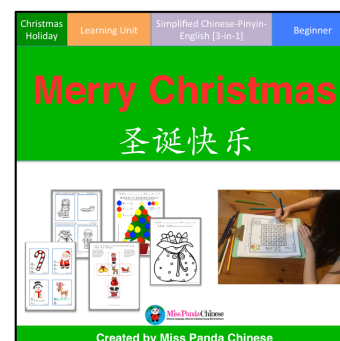 Christmas
Holiday
Learning Unit
Simplified Chinese-Pinyin-
English [3-in-1]
Beginner
Merry Christmas
圣诞快乐
Miss Panda Chinese
Created by Miss Panda Chinese